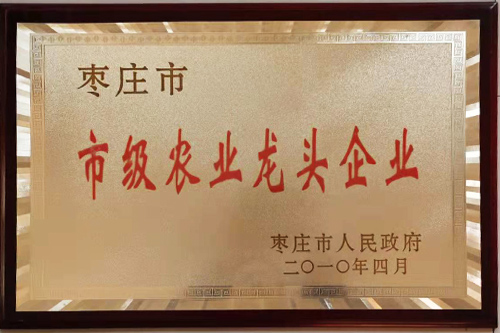 枣庄市
市级农业龙头企业
枣庄市人民政府
二〇一〇年四月